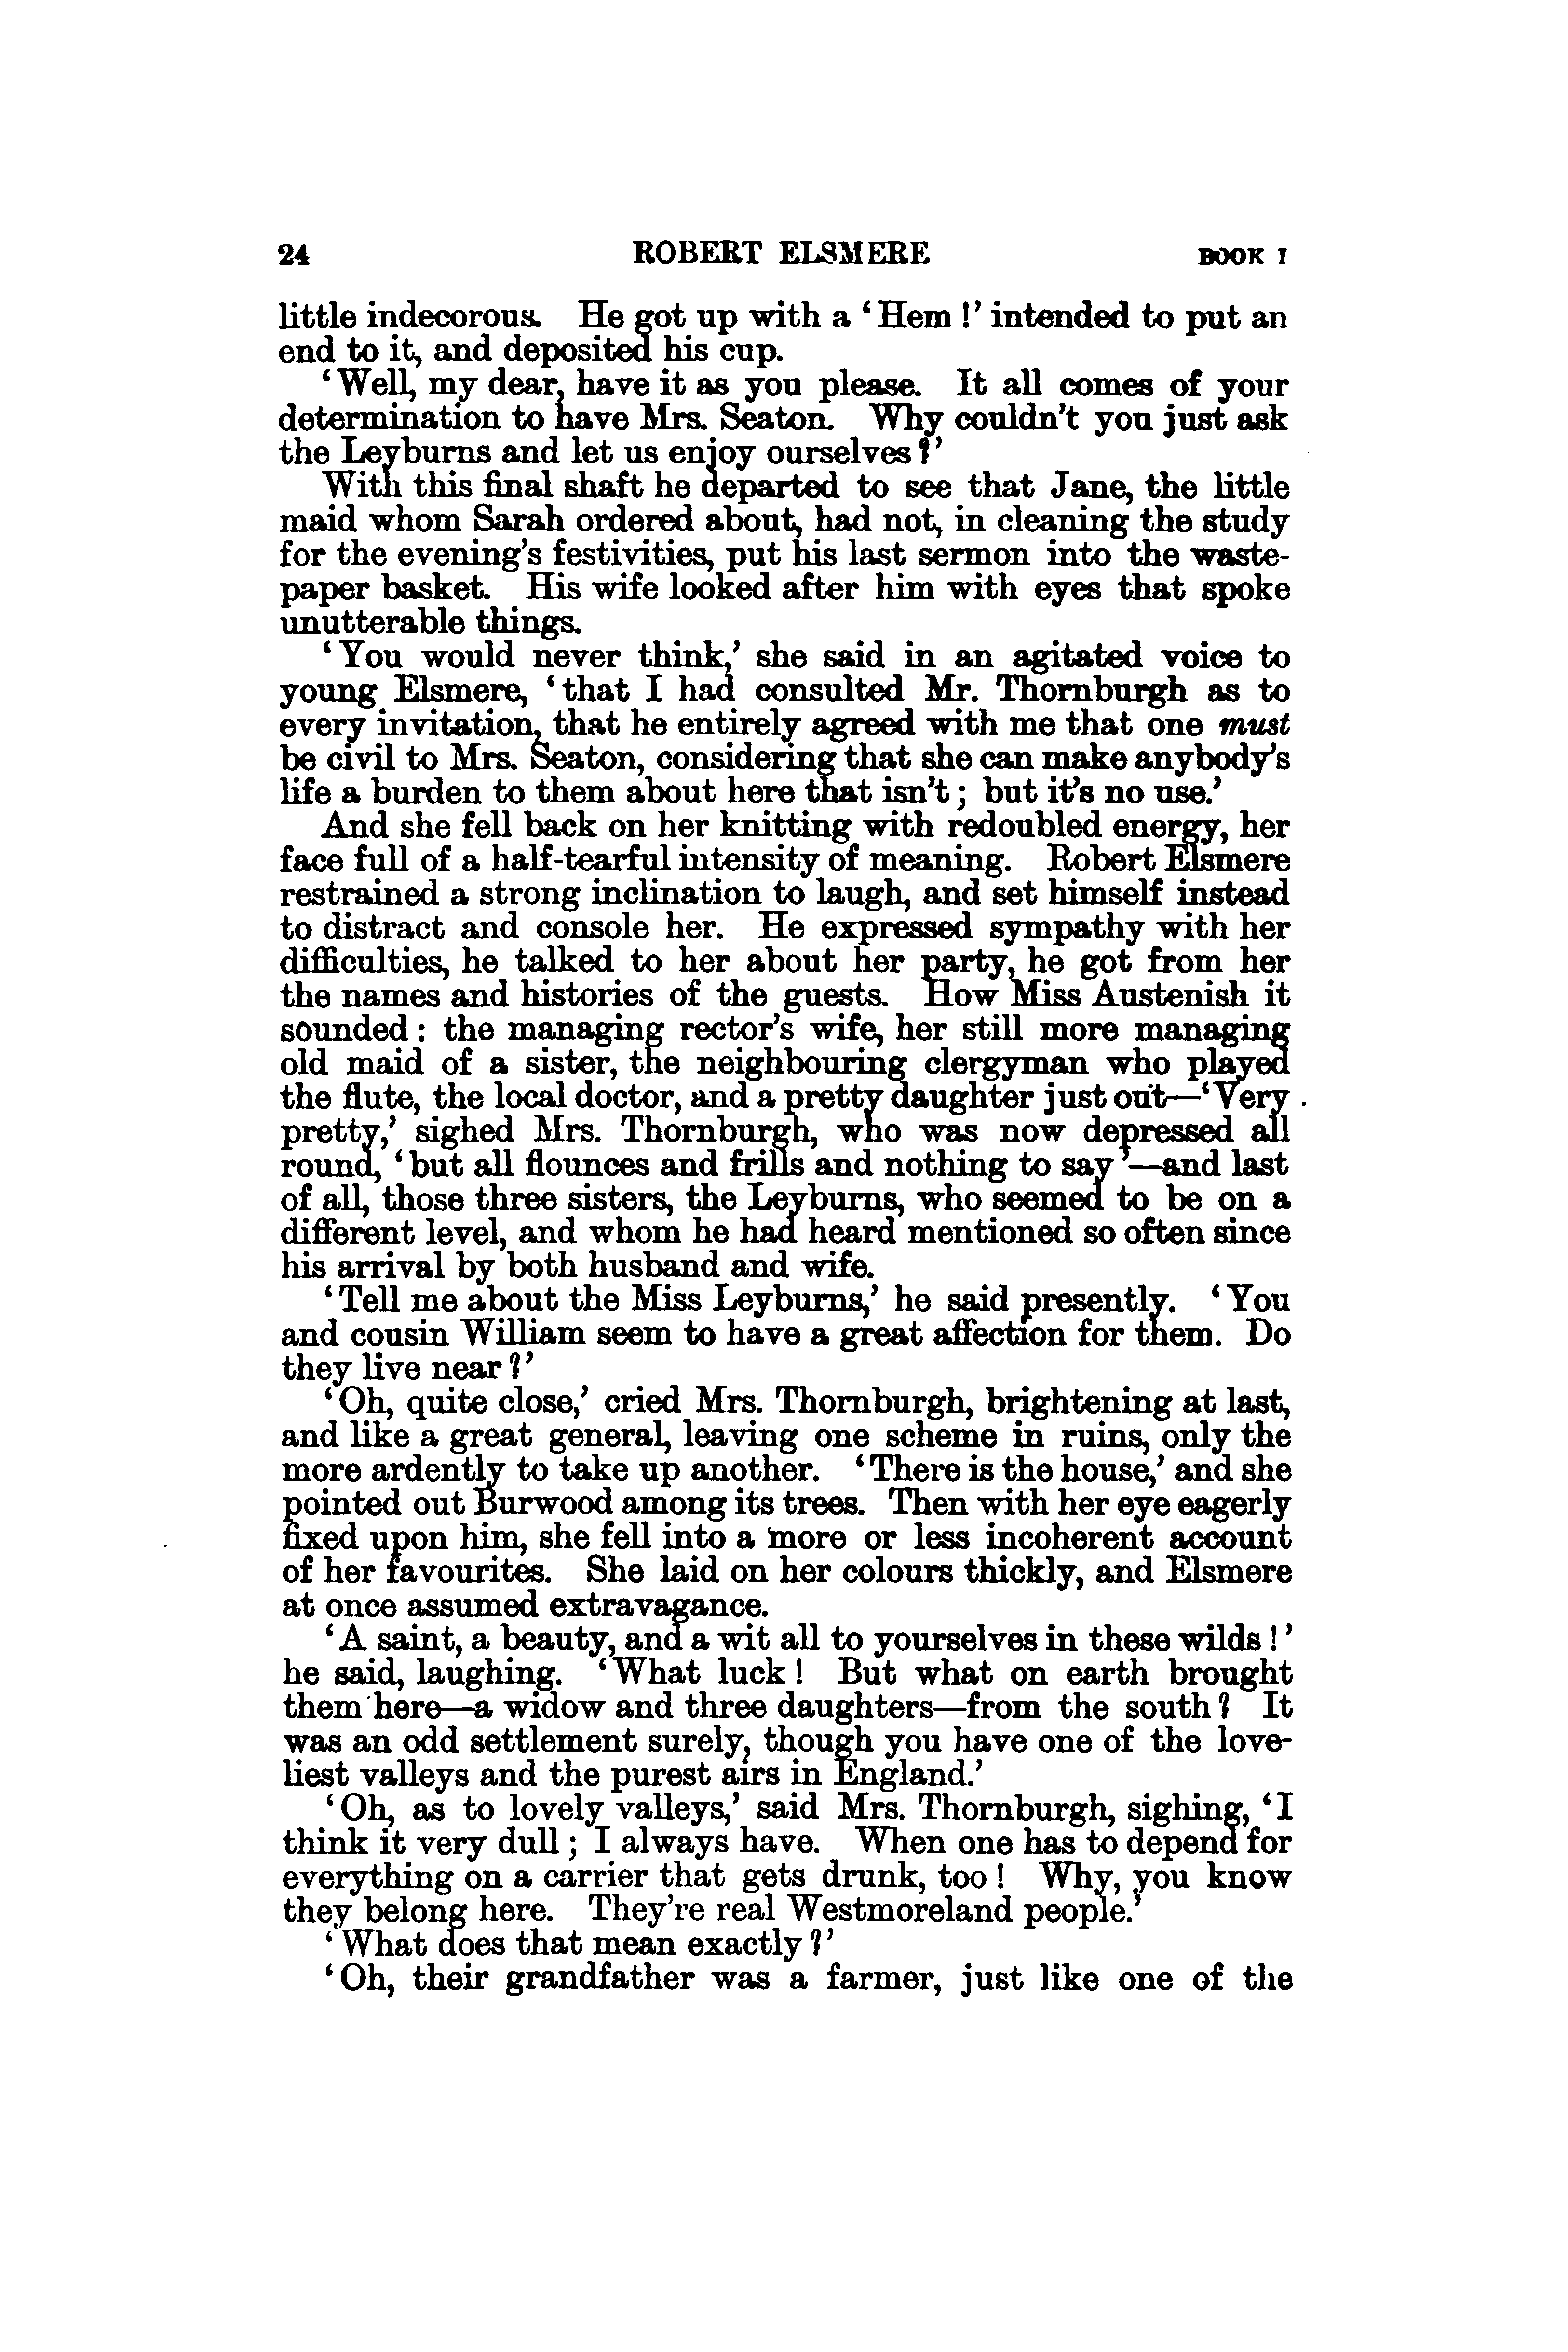 24 ROBERT ELSMERE BOOK I
little indecorous. He got up with a ‘Hem!’ intended to put an
end to it, and deposited his cup.
‘Well, my dear, have it as you please. It all comes of your
determination to have Mrs. Seaton. Why couldn’t you just ask
the Leyburns and let us enjoy ourselves?’
With this final shaft he departed to see that Jane, the little
maid whom Sarah ordered about, had not, in cleaning the study
for the evening’s festivities, put his last sermon into the waste-
paper basket. His wife looked after him with eyes that spoke
unutterable things.
‘You would never think,’ she said in an agitated voice to
young Elsmere, ‘that I had consulted Mr. Thornburgh as to
every invitation, that he entirely agreed with me that one must
be civil to Mrs. Seaton, considering that she can make anybody’s
life a burden to them about here that isn’t; but it’s no use.’
And she fell back on her knitting with redoubled energy, her
face full of a half-tearful intensity of meaning. Robert Elsmere
restrained a strong inclination to laugh, and set himself instead
to distract and console her. He expressed sympathy with her
difficulties, he talked to her about her party, he got from her
the names and histories of the guests. How Miss Austenish it
sounded: the managing rector’s wife, her still more managing
old maid of a sister, the neighbouring clergyman who played
the flute, the local doctor, and a pretty daughter just out—‘Very
pretty,’ sighed Mrs. Thornburgh, who was now depressed all
round, ‘but all flounces and frills and nothing to say’—and last
of all, those three sisters, the Leyburns, who seemed to be on a
different level, and whom he had heard mentioned so often since
his arrival by both husband and wife.
‘Tell me about the Miss Leyburns,’ he said presently. ‘You
and cousin William seem to have a great affection for them. Do
they live near?’
‘Oh, quite close,’ cried Mrs. Thornburgh, brightening at last,
and like a great general, leaving one scheme in ruins, only the
more ardently to take up another. ‘There is the house,’ and she
pointed out Burwood among its trees. Then with her eye eagerly
fixed upon him, she fell into a more or less incoherent account
of her favourites. She laid on her colours thickly, and Elsmere
at once assumed extravagance.
‘A saint, a beauty, and a wit all to yourselves in these wilds!’
he said, laughing. ‘What luck! But what on earth brought
them here—a widow and three daughters—from the south? It
was an odd settlement surely, though you have one of the love-
liest valleys and the purest airs in England.’
‘Oh, as to lovely valleys,’ said Mrs. Thornburgh, sighing, ‘I
think it very dull; I always have. When one has to depend for
everything on a carrier that gets drunk, too! Why, you know
they belong here. They’re real Westmoreland people.’
‘What does that mean exactly?’
‘Oh, their grandfather was a farmer, just like one of the